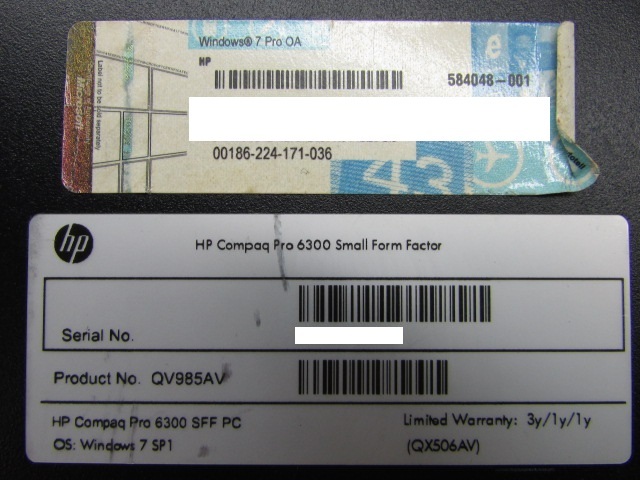 Windows® 7 Pro OA
HP
584048-001
00186-224-171-036
Label not to be sold separately
Microsoft
hp
HP Compaq Pro 6300 Small Form Factor
Serial No.
Product No. QV985AV
HP Compaq Pro 6300 SFF PC
OS: Windows 7 SP1
Limited Warranty: 3y/1y/1y
(QX506AV)